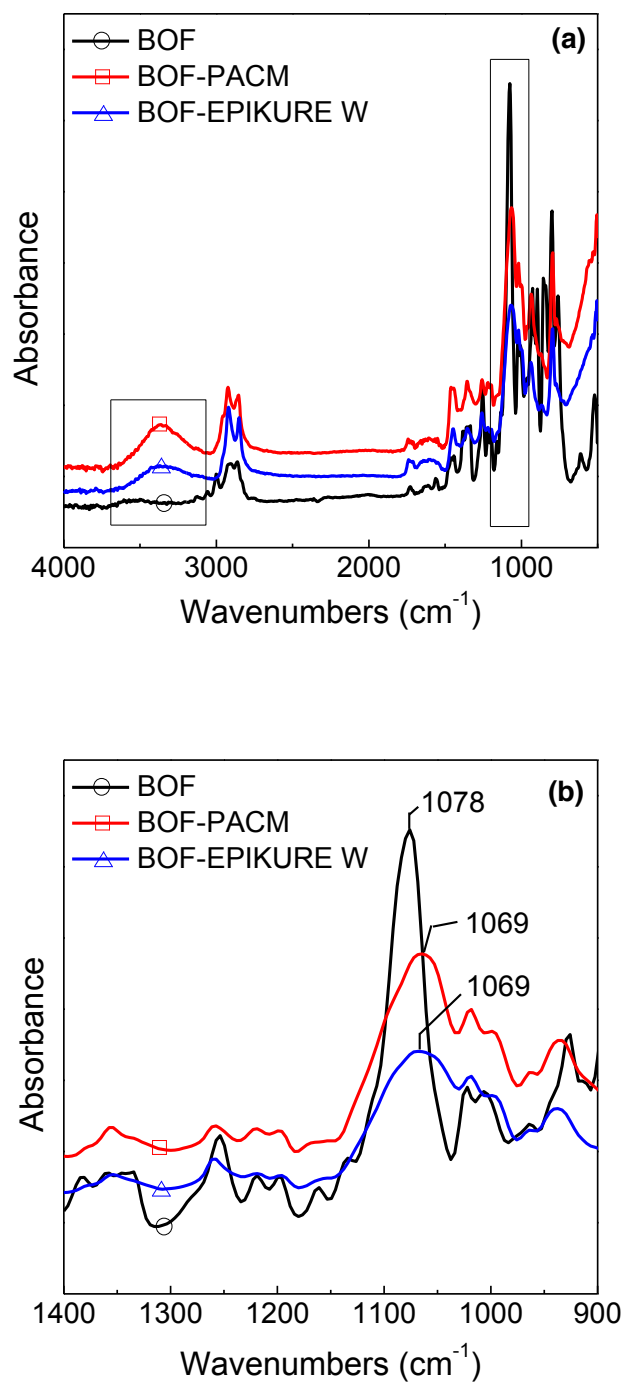 BOF
(a)
BOF-PACM
BOF-EPIKURE W
Absorbance
4000 3000 2000 1000
Wavenumbers (cm⁻¹)
BOF
(b)
BOF-PACM
BOF-EPIKURE W
1078
1069
1069
Absorbance
1400 1300 1200 1100 1000 900
Wavenumbers (cm⁻¹)